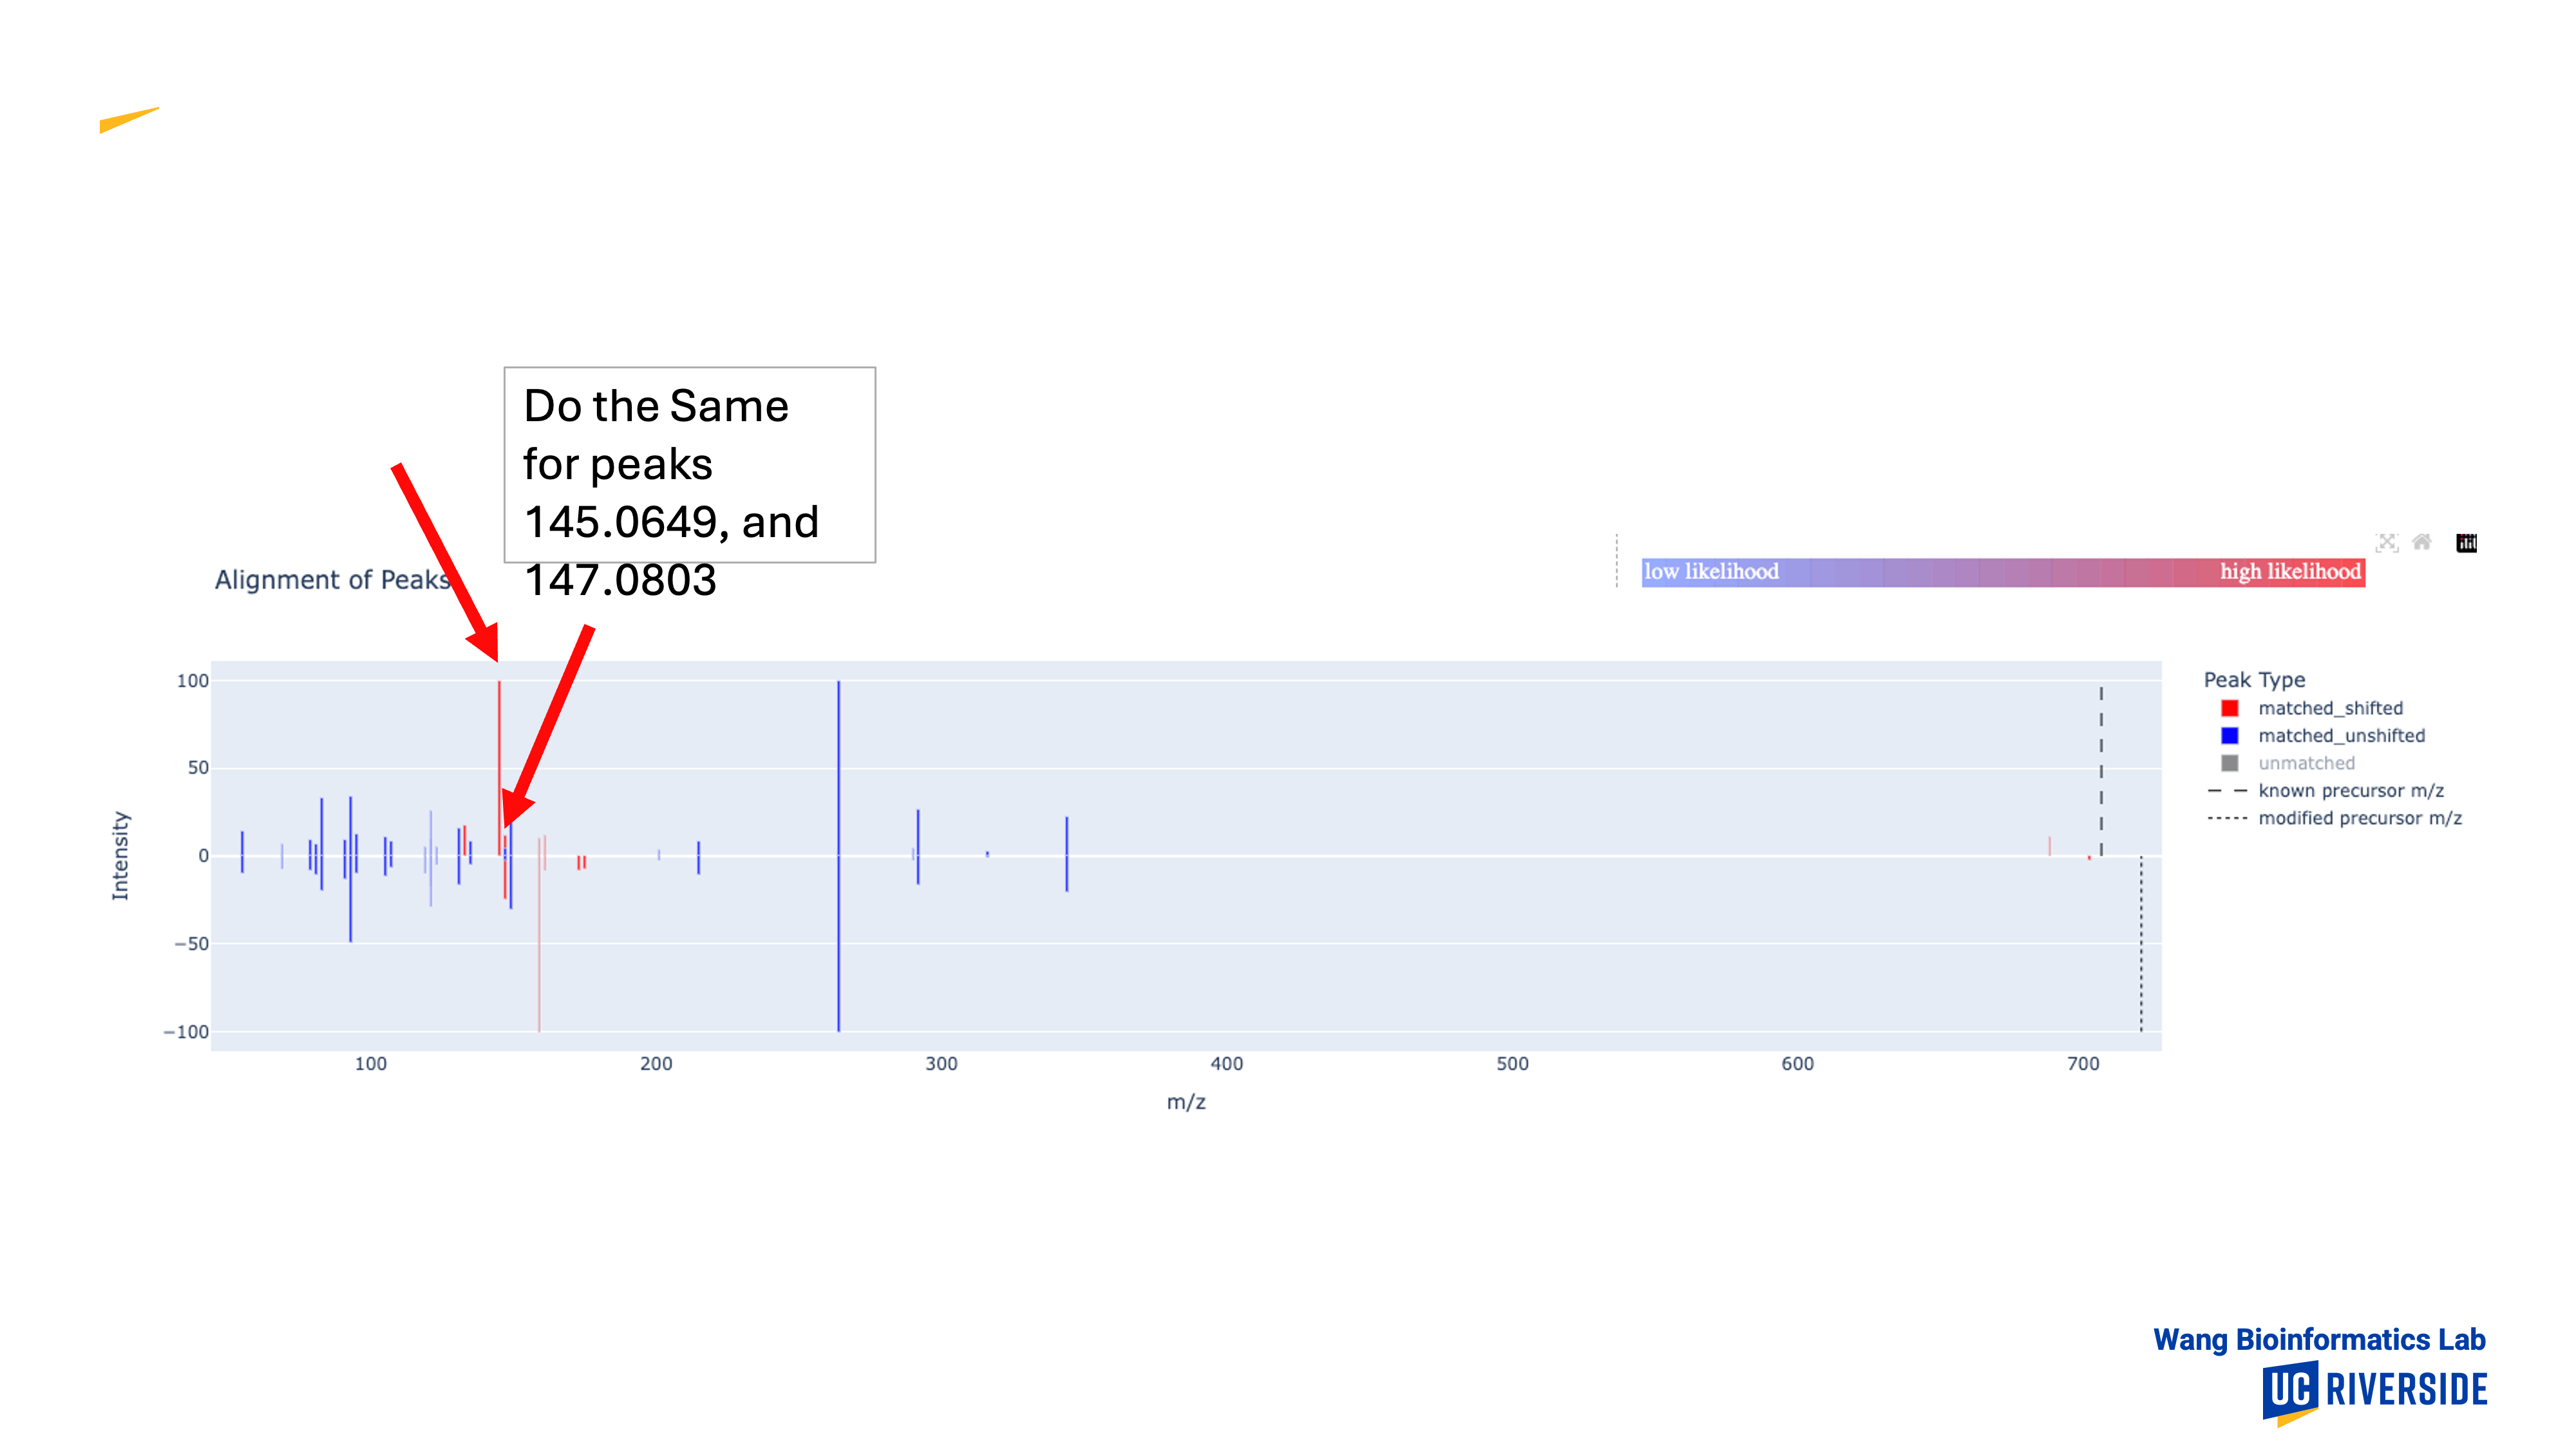 Do the Same
for peaks
145.0649, and
147.0803
Alignment of Peaks
low likelihood
high likelihood
100
50
0
−50
−100
Intensity
100
200
300
400
500
600
700
m/z
Peak Type
matched_shifted
matched_unshifted
unmatched
known precursor m/z
modified precursor m/z
Wang Bioinformatics Lab
UC RIVERSIDE